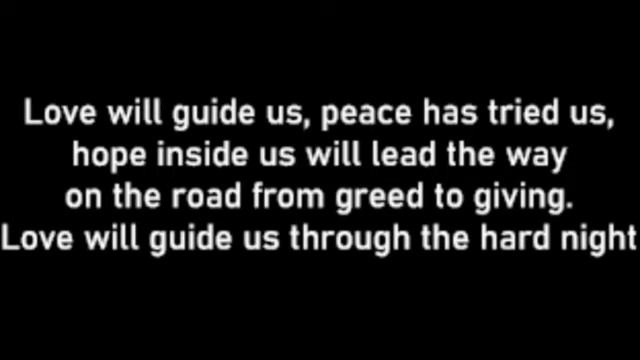 Love will guide us, peace has tried us,
hope inside us will lead the way
on the road from greed to giving.
Love will guide us through the hard night